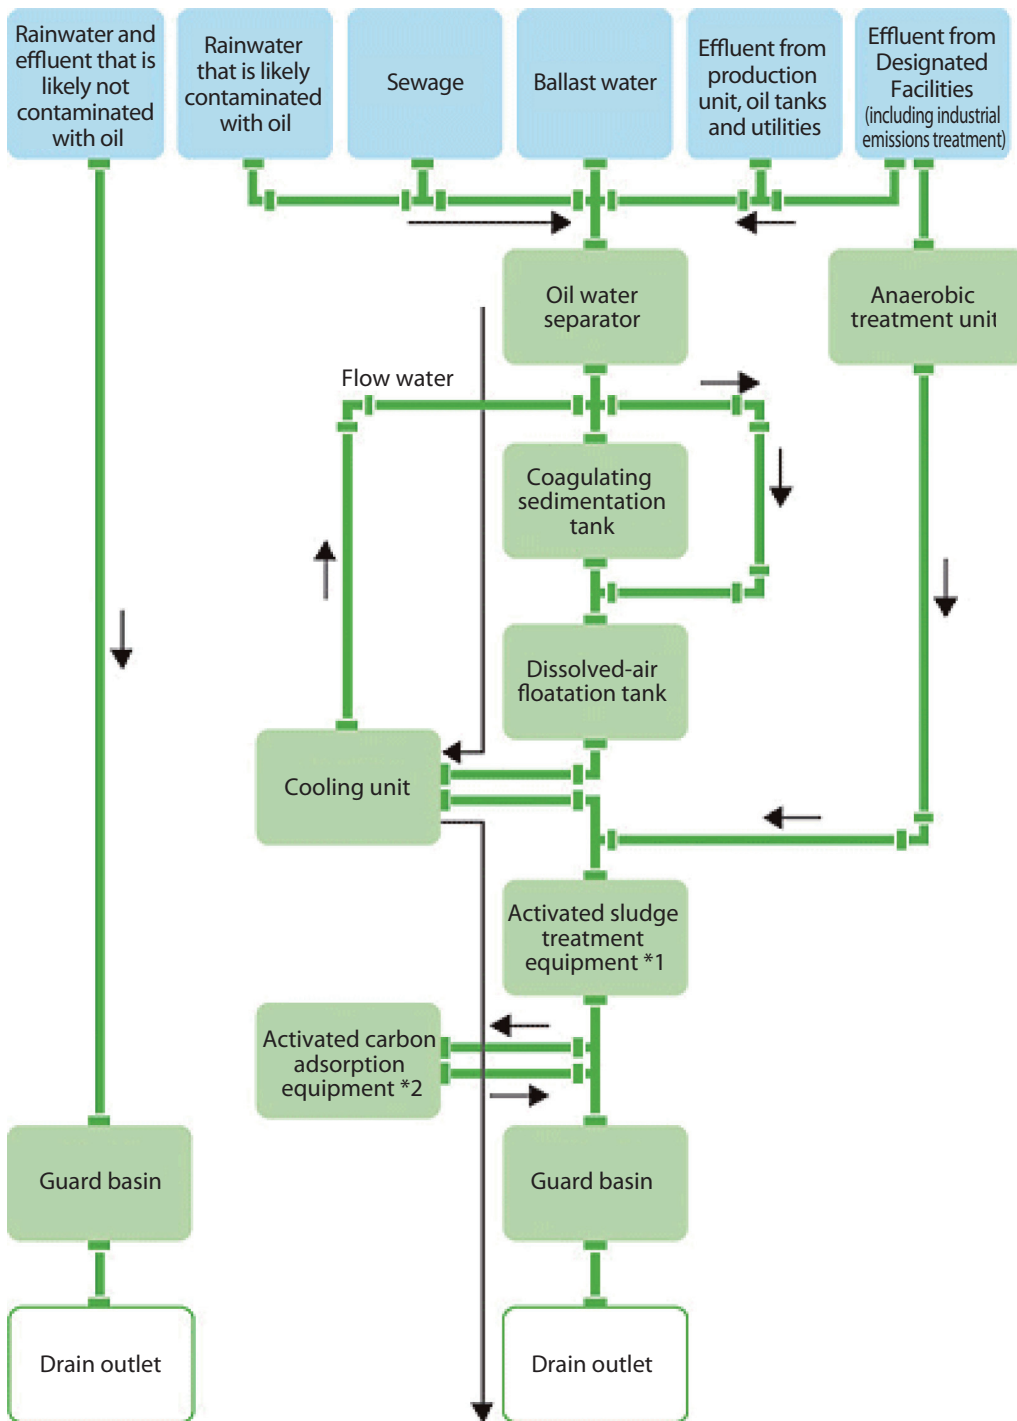 Rainwater and
effluent that is
likely not
contaminated
with oil
Rainwater
that is likely
contaminated
with oil
Sewage
Ballast water
Effluent from
production
unit, oil tanks
and utilities
Effluent from
Designated
Facilities
(including industrial
emissions treatment)
Oil water
separator
Anaerobic
treatment unit
Flow water
Coagulating
sedimentation
tank
Dissolved-air
floatation tank
Cooling unit
Activated sludge
treatment
equipment *1
Activated carbon
adsorption
equipment *2
Guard basin
Guard basin
Drain outlet
Drain outlet